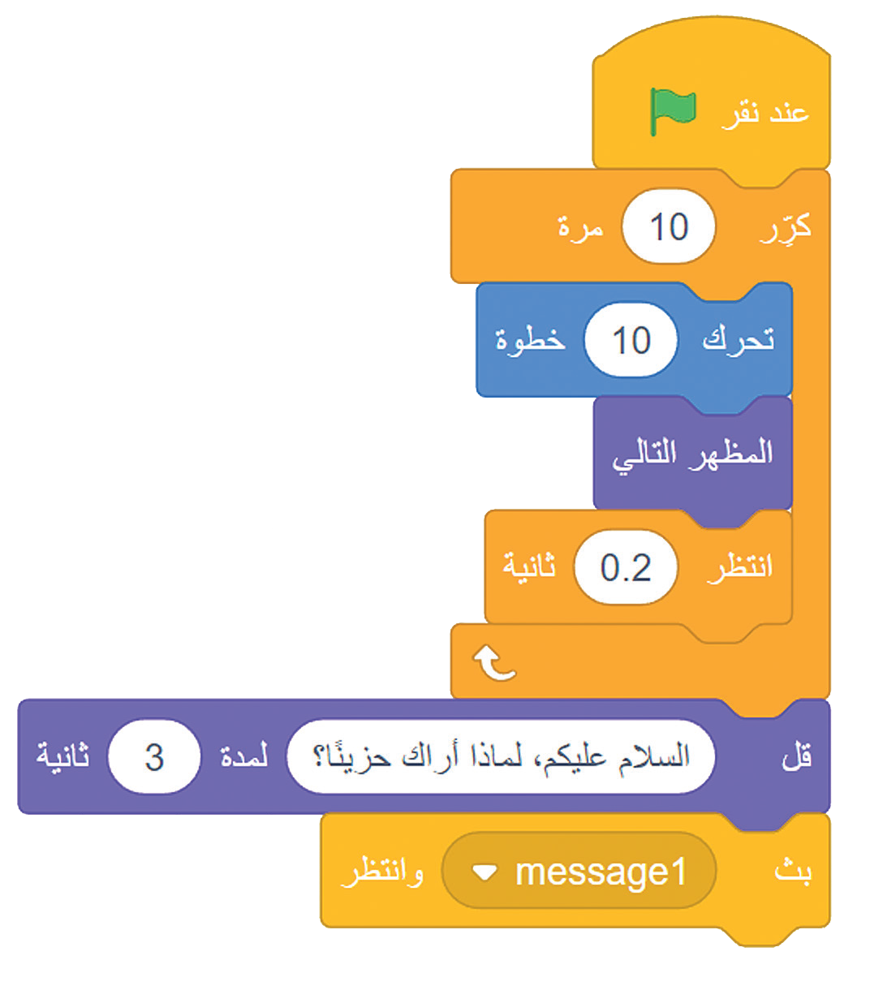 عند نقر
كرِّر 10 مرة
تحرك 10 خطوة
المظهر التالي
انتظر 0.2 ثانية
قل السلام عليكم، لماذا أراك حزينًا؟ لمدة 3 ثانية
بث message1 وانتظر